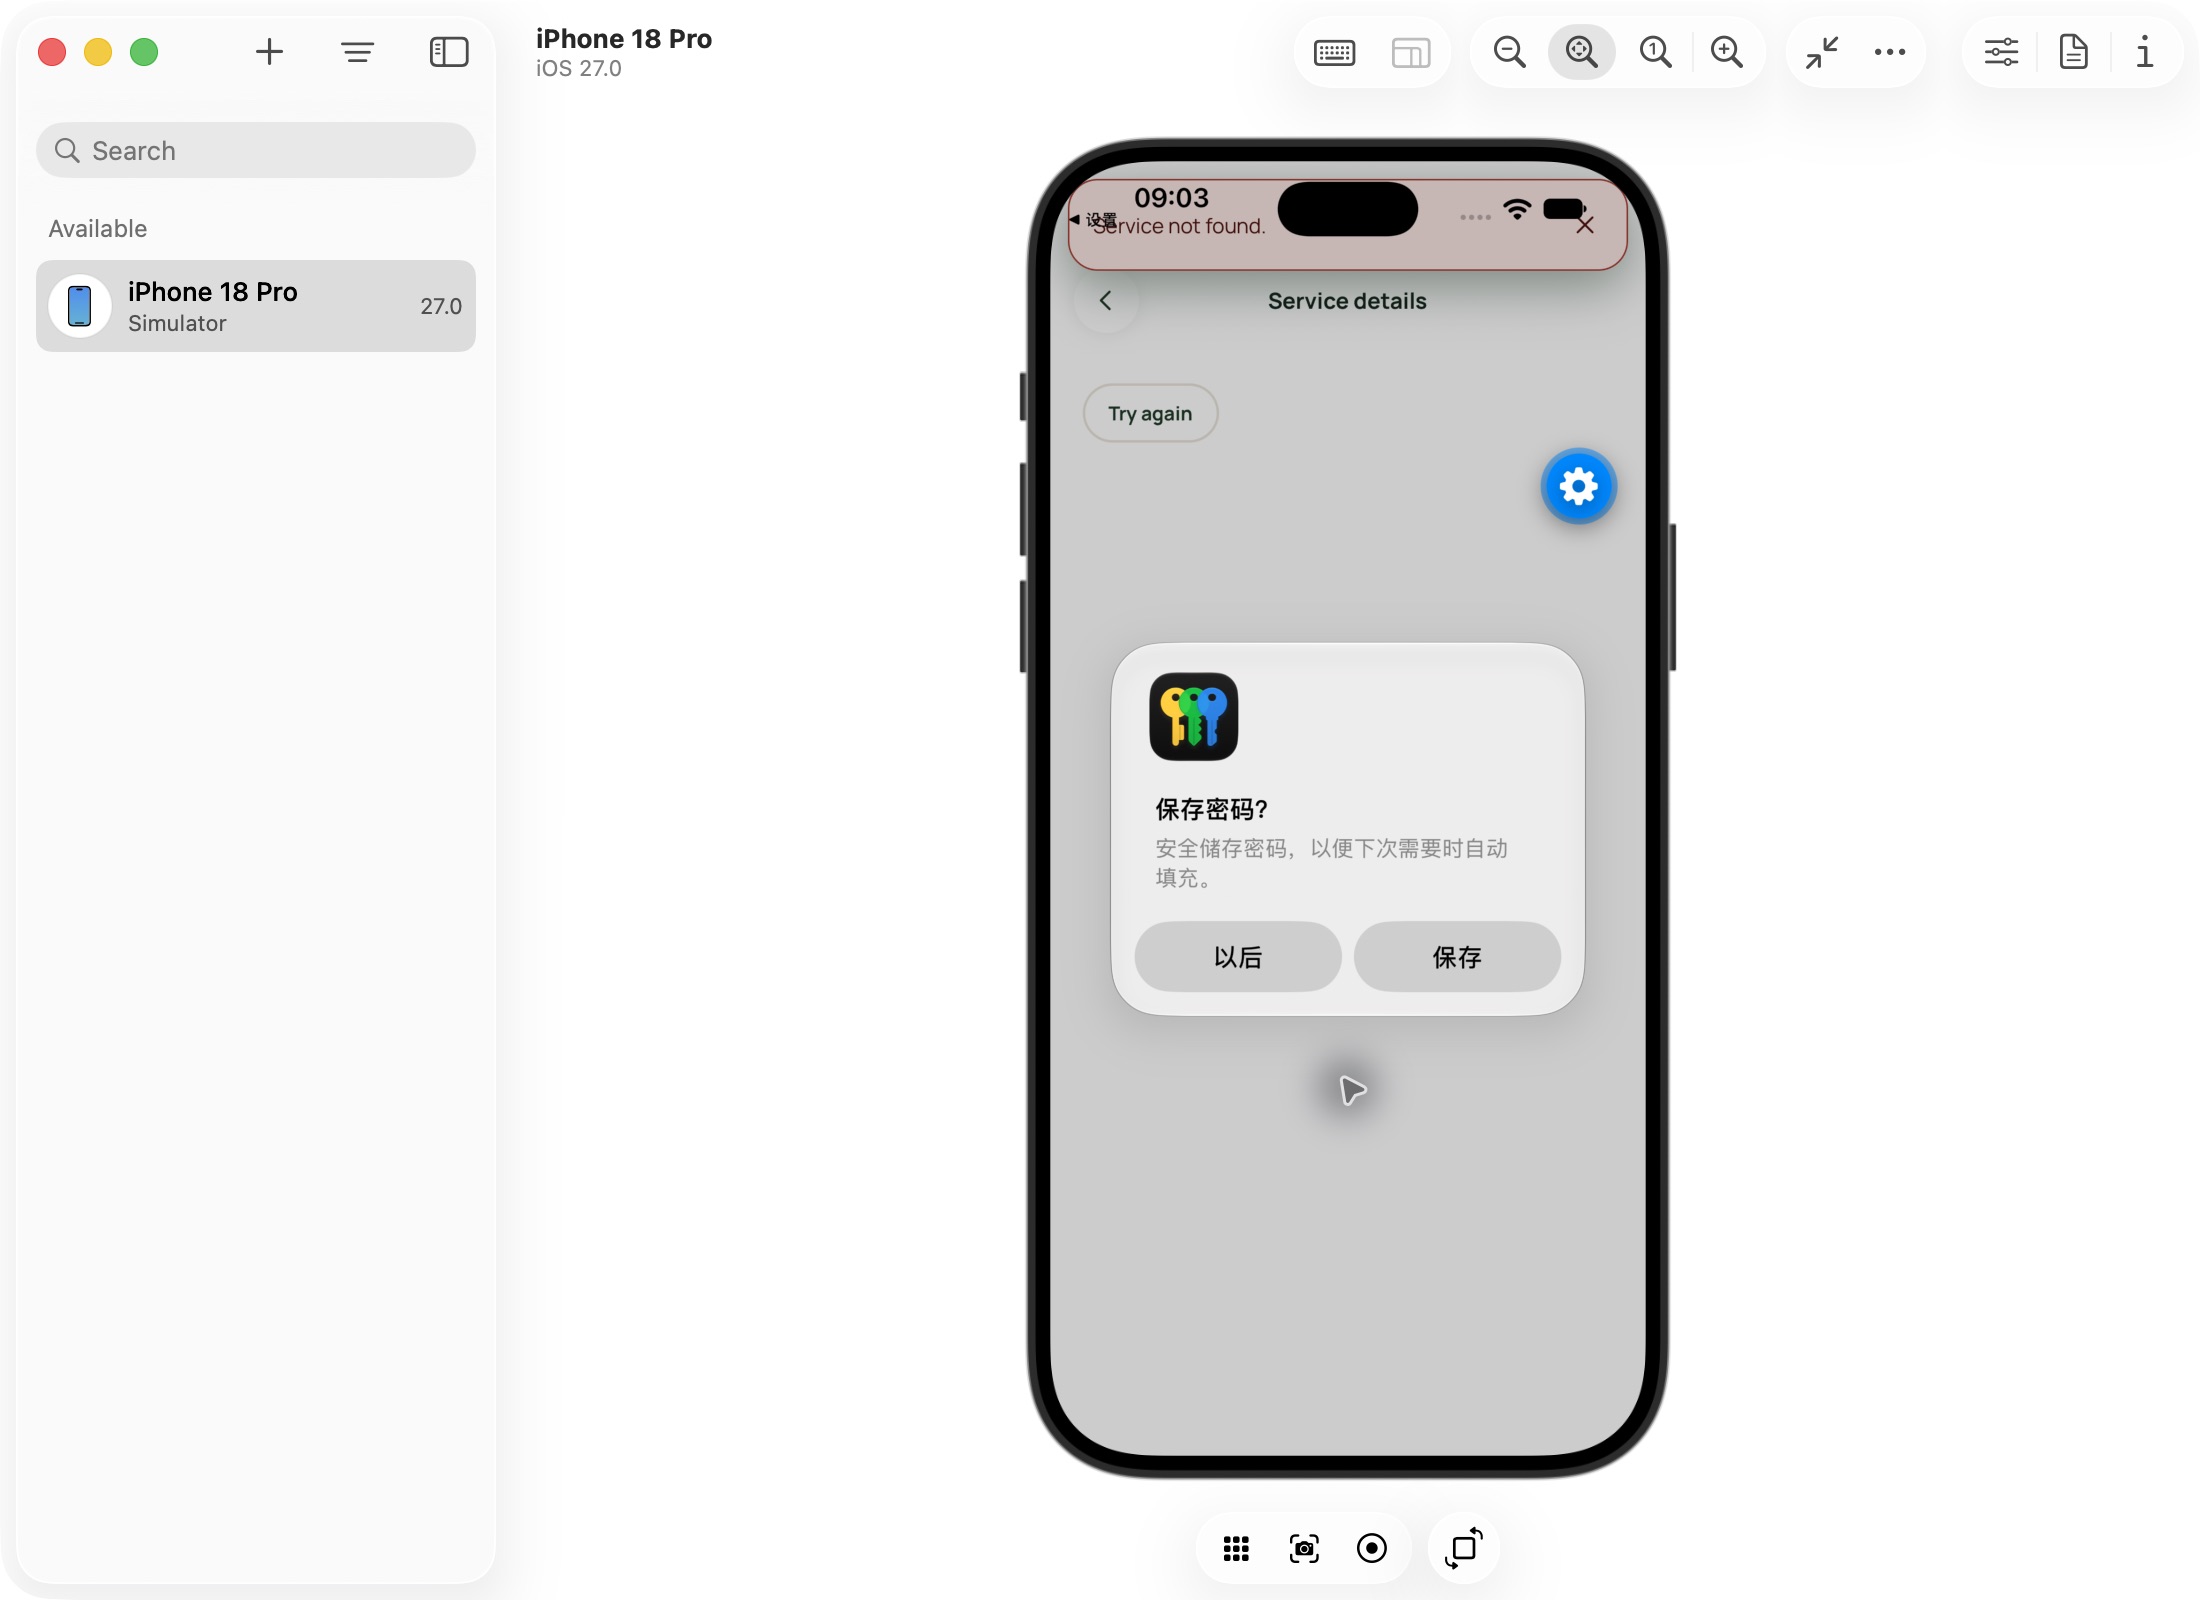 iPhone 18 Pro
iOS 27.0
Search
Available
iPhone 18 Pro
Simulator
27.0
09:03
◀ 设置
Service not found.
Service details
Try again
保存密码?
安全储存密码，以便下次需要时自动
填充。
以后
保存